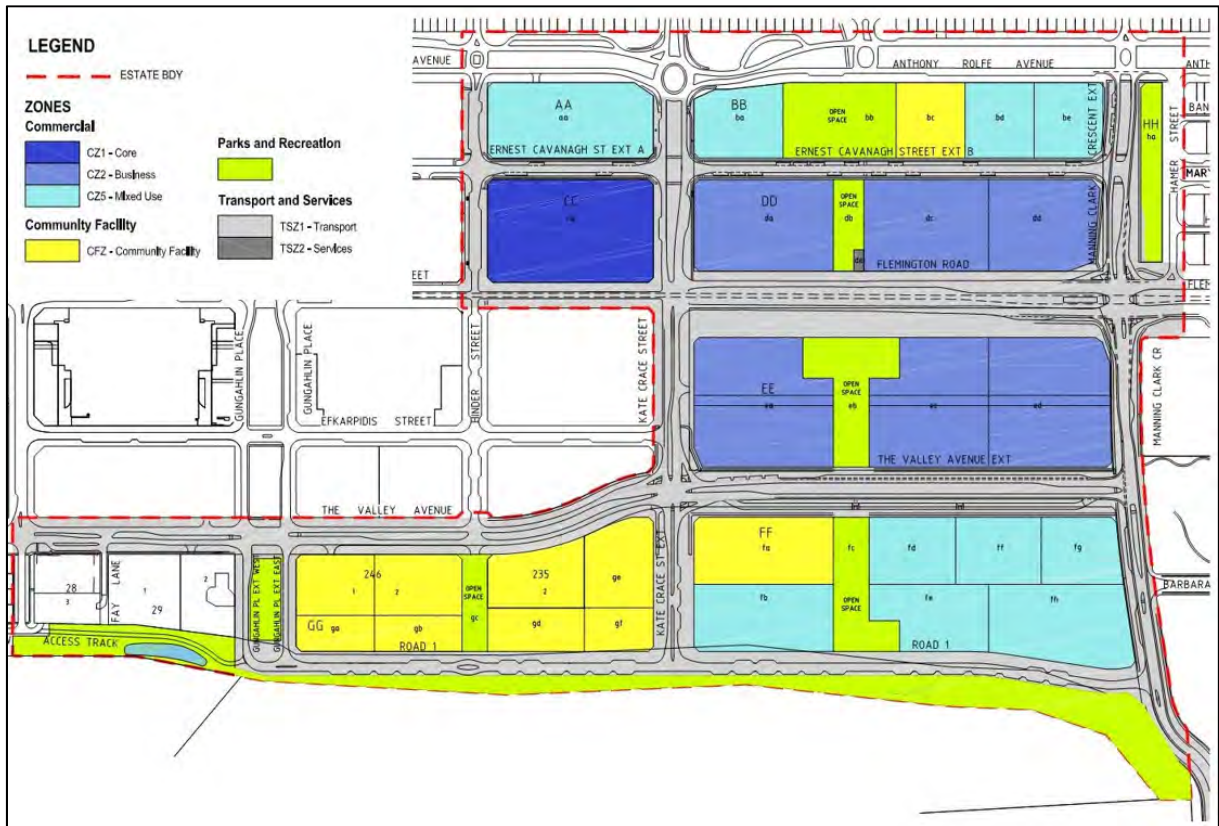 LEGEND
ESTATE BDY
ZONES
Commercial
CZ1 - Core
CZ2 - Business
CZ5 - Mixed Use
Community Facility
CFZ - Community Facility
Parks and Recreation
Transport and Services
TSZ1 - Transport
TSZ2 - Services
AVENUE
ANTHONY ROLFE AVENUE
ANTH
AA
aa
BB
ba
OPEN
SPACE
bb
bc
bd
be
CRESCENT EXT
HH
ha
HAMER STREET
BAN
MARY
ERNEST CAVANAGH ST EXT A
ERNEST CAVANAGH STREET EXT B
CC
ca
DD
da
OPEN
SPACE
db
dc
dd
MANNING CLARK
FLEMINGTON ROAD
EET
FLEM
GUNGAHLIN PLACE
GUNGAHLIN PLACE
HINDER STREET
KATE CRACE STREET
EFKARPIDIS STREET
EE
ea
OPEN
SPACE
eb
ec
ed
MANNING CLARK CR
THE VALLEY AVENUE EXT
THE VALLEY AVENUE
28
3
FAY LANE
1
29
2
GUNGAHLIN PL EXT WEST
GUNGAHLIN PL EXT EAST
246
1
2
GG
ga
gb
OPEN
SPACE
gc
235
2
ge
gd
gf
KATE CRACE ST EXT
FF
fa
fb
fc
OPEN
SPACE
fd
ff
fg
fe
fh
BARBARA
ACCESS TRACK
ROAD 1
ROAD 1